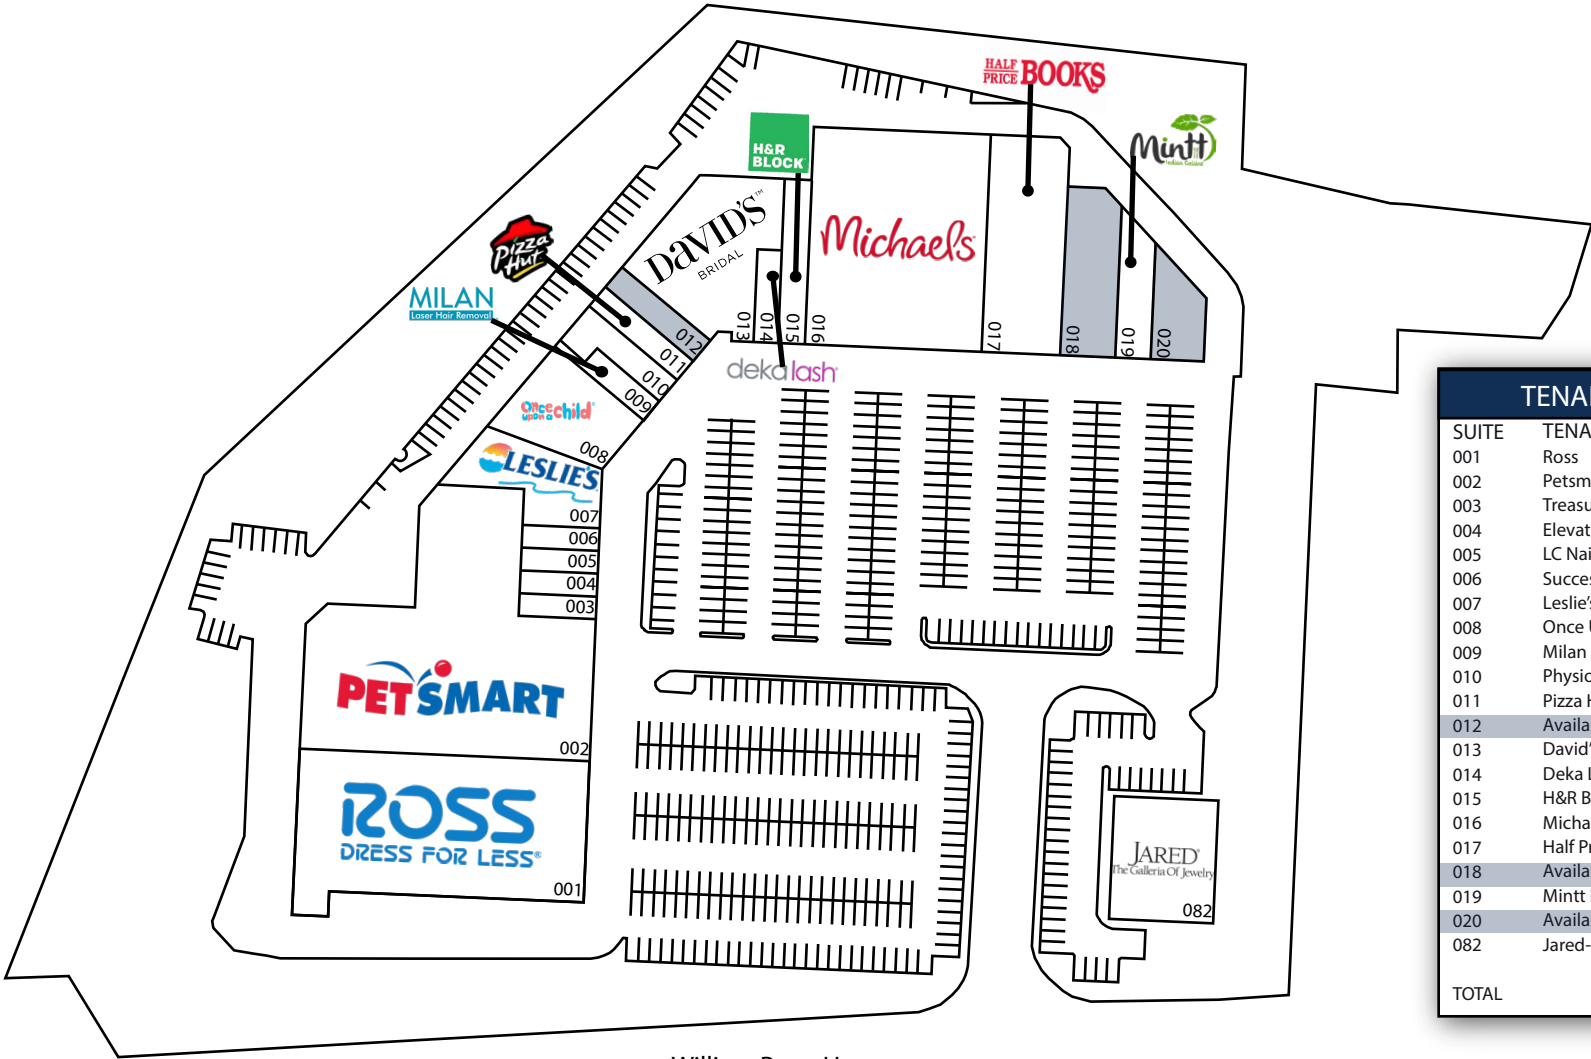 HALF
PRICE BOOKS
Mintt
Indian Cuisine
H&R
BLOCK
DAVID'S™
BRIDAL
Michaels
Pizza
Hut
MILAN
Laser Hair Removal
012
013
014
015
016
017
018
019
020
011
010
009
deka lash
Once upon a child
008
LESLIE'S
007
006
005
004
003
PETSMART
002
ROSS
DRESS FOR LESS®
001
JARED®
The Galleria Of Jewelry
082
TENA
SUITE TENA
001 Ross
002 Petsm
003 Treasu
004 Elevat
005 LC Nai
006 Succes
007 Leslie's
008 Once
009 Milan
010 Physic
011 Pizza H
012 Availa
013 David'
014 Deka L
015 H&R B
016 Micha
017 Half Pr
018 Availa
019 Mintt
020 Availa
082 Jared-
TOTAL